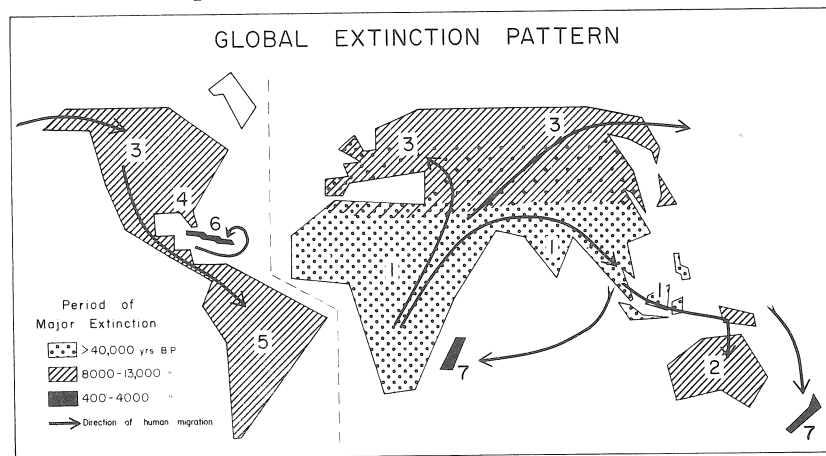 GLOBAL EXTINCTION PATTERN
3
3
3
4
6
1
1
1?
5
2
7
7
Period of
Major Extinction
>40,000 yrs BP
8000-13,000 "
400-4000 "
Direction of human migration